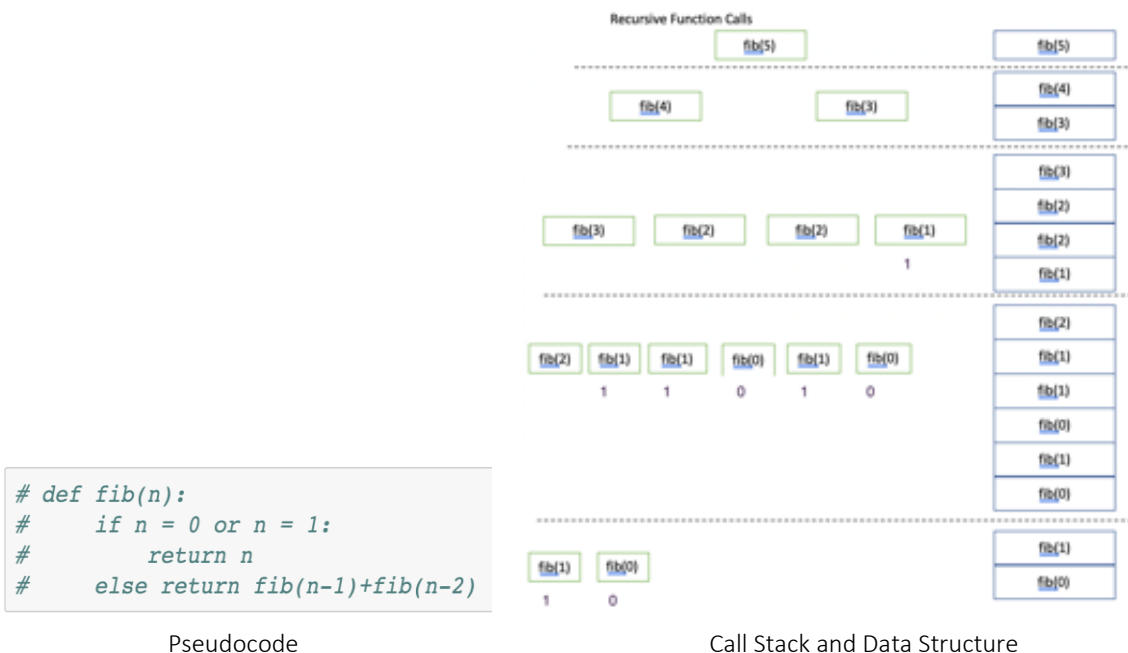 Recursive Function Calls
fib(5) fib(5)
fib(4) fib(3) fib(4)
fib(3)
fib(3)
fib(2)
fib(3) fib(2) fib(2) fib(1) fib(2)
1 fib(1)
fib(2)
fib(2) fib(1) fib(1) fib(0) fib(1) fib(0) fib(1)
1 1 0 1 0 fib(1)
fib(0)
fib(1)
fib(0)
# def fib(n):
#     if n = 0 or n = 1:
#         return n
#     else return fib(n-1)+fib(n-2)
fib(1)
fib(1) fib(0) fib(0)
1 0
Pseudocode
Call Stack and Data Structure